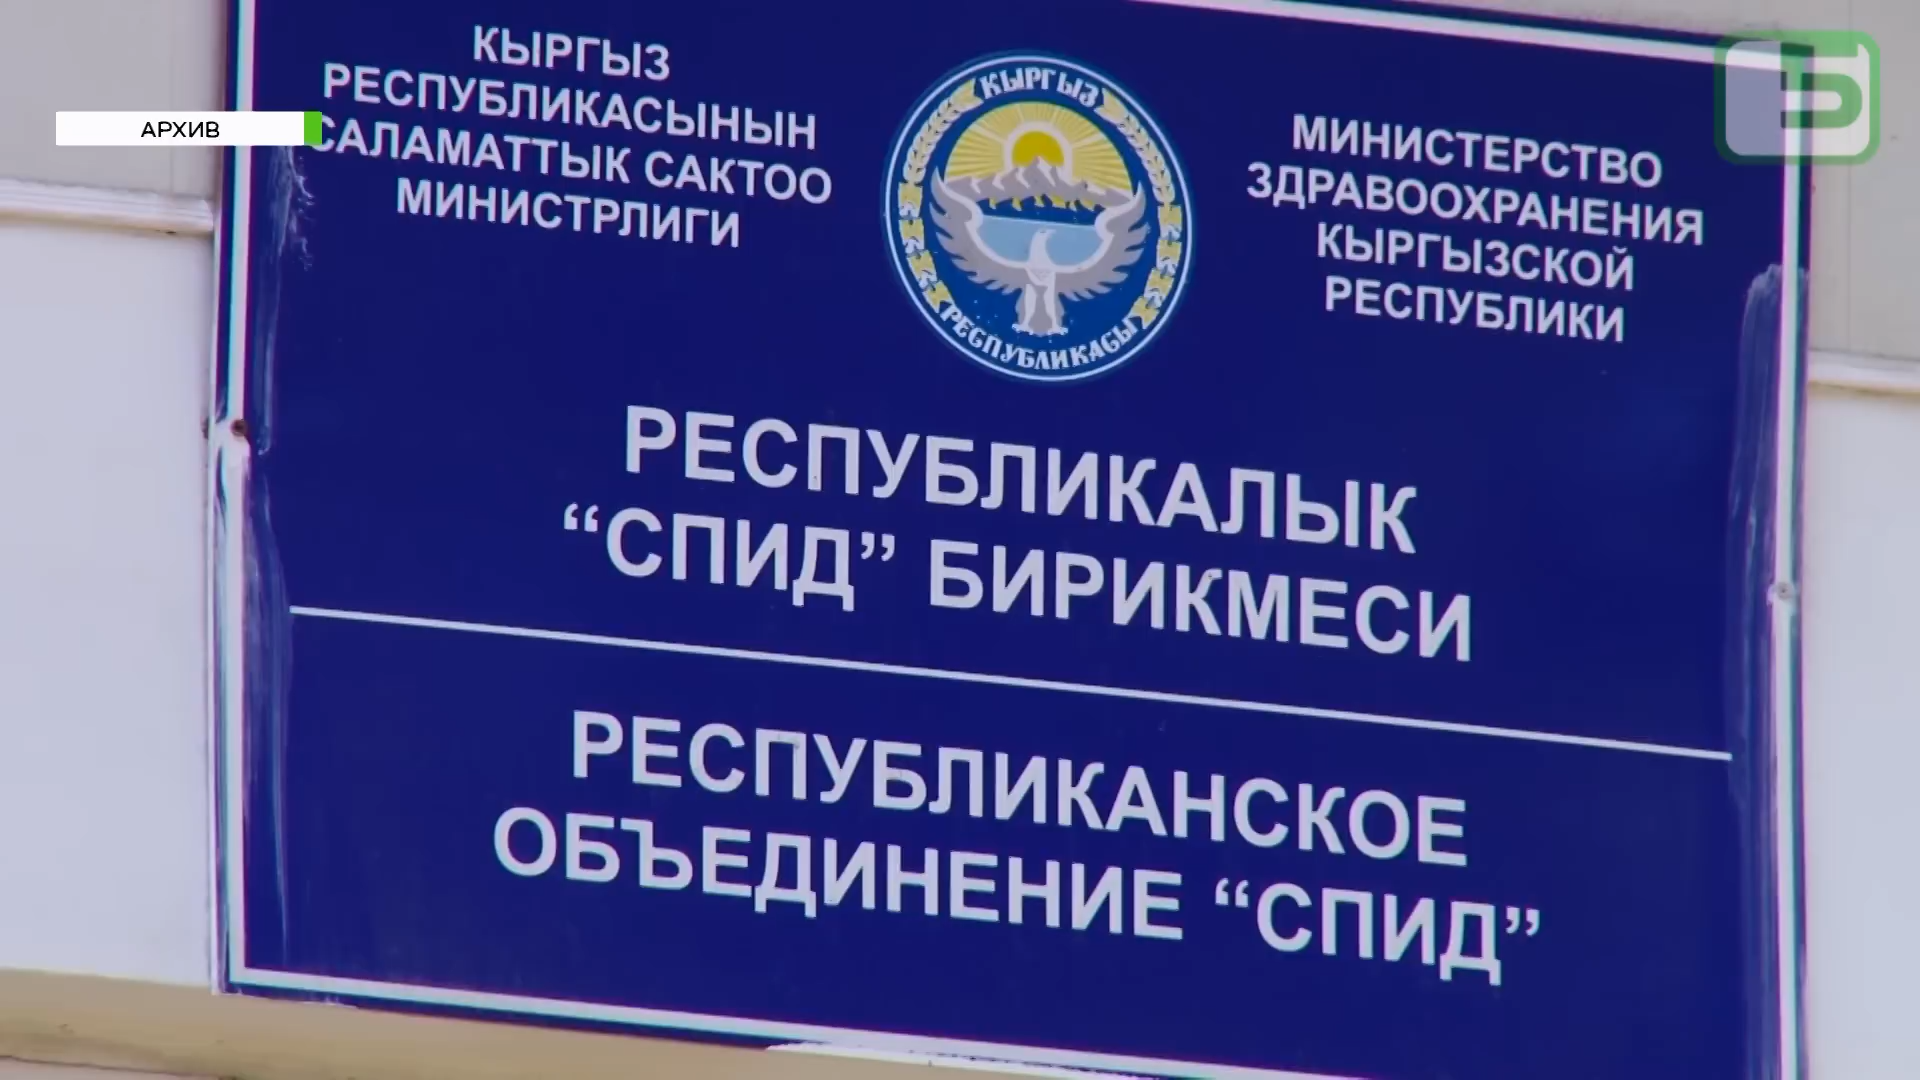 АРХИВ
КЫРГЫЗ
РЕСПУБЛИКАСЫНЫН
САЛАМАТТЫК САКТОО
МИНИСТРЛИГИ
КЫРГЫЗ
РЕСПУБЛИКАСЫ
МИНИСТЕРСТВО
ЗДРАВООХРАНЕНИЯ
КЫРГЫЗСКОЙ
РЕСПУБЛИКИ
РЕСПУБЛИКАЛЫК
“СПИД” БИРИКМЕСИ
РЕСПУБЛИКАНСКОЕ
ОБЪЕДИНЕНИЕ “СПИД”